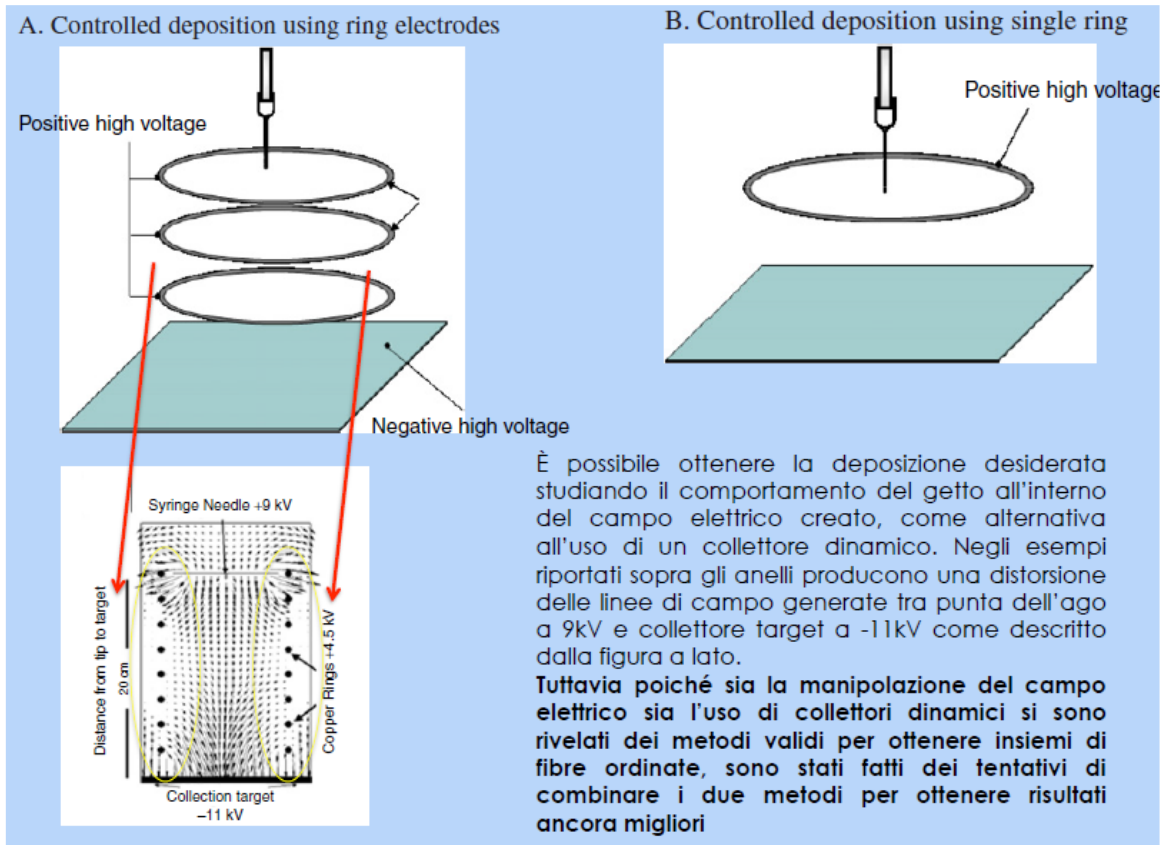 A. Controlled deposition using ring electrodes
Positive high voltage
Negative high voltage
B. Controlled deposition using single ring
Positive high voltage
Syringe Needle +9 kV
Distance from tip to target
20 cm
Copper Rings +4.5 kV
Collection target
–11 kV
È possibile ottenere la deposizione desiderata
studiando il comportamento del getto all'interno
del campo elettrico creato, come alternativa
all'uso di un collettore dinamico. Negli esempi
riportati sopra gli anelli producono una distorsione
delle linee di campo generate tra punta dell'ago
a 9kV e collettore target a -11kV come descritto
dalla figura a lato.
Tuttavia poiché sia la manipolazione del campo
elettrico sia l'uso di collettori dinamici si sono
rivelati dei metodi validi per ottenere insiemi di
fibre ordinate, sono stati fatti dei tentativi di
combinare i due metodi per ottenere risultati
ancora migliori